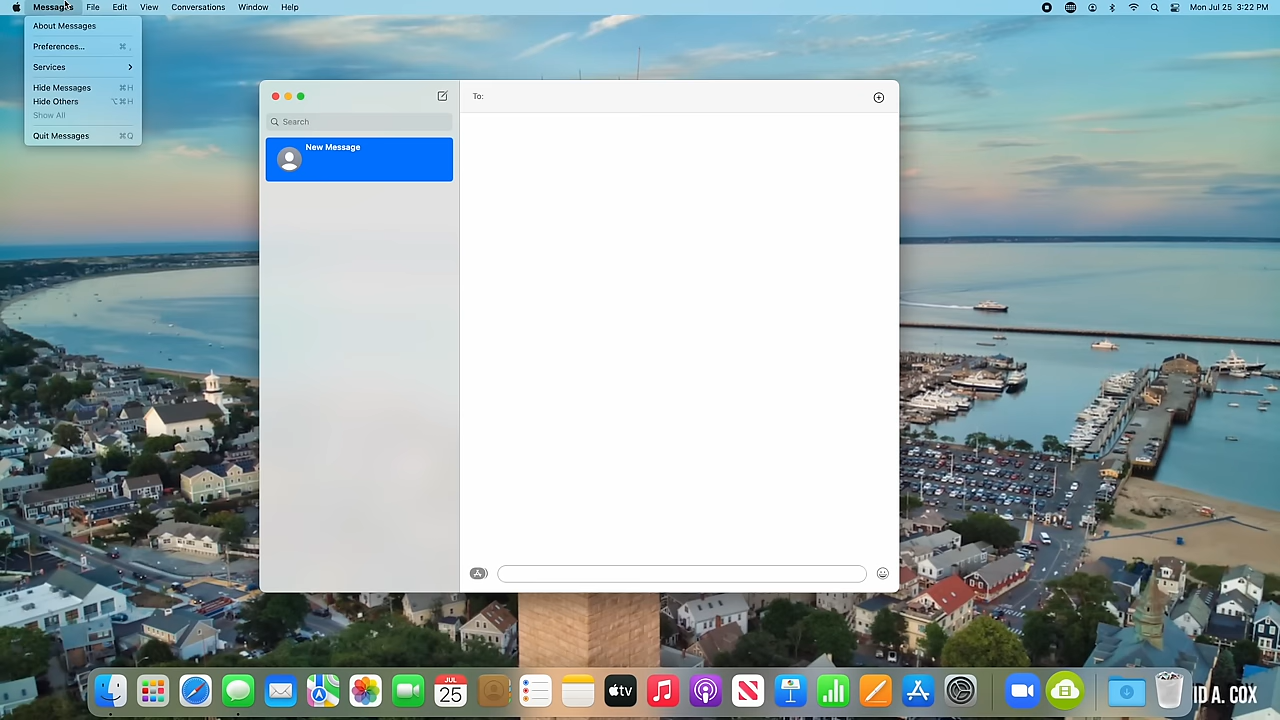 Messages File Edit View Conversations Window Help
Mon Jul 25 3:22 PM
About Messages
Preferences... ⌘ ,
Services
Hide Messages ⌘H
Hide Others ⌥⌘H
Show All
Quit Messages ⌘Q
To:
Search
New Message
JUL
25
tv
ID A. COX